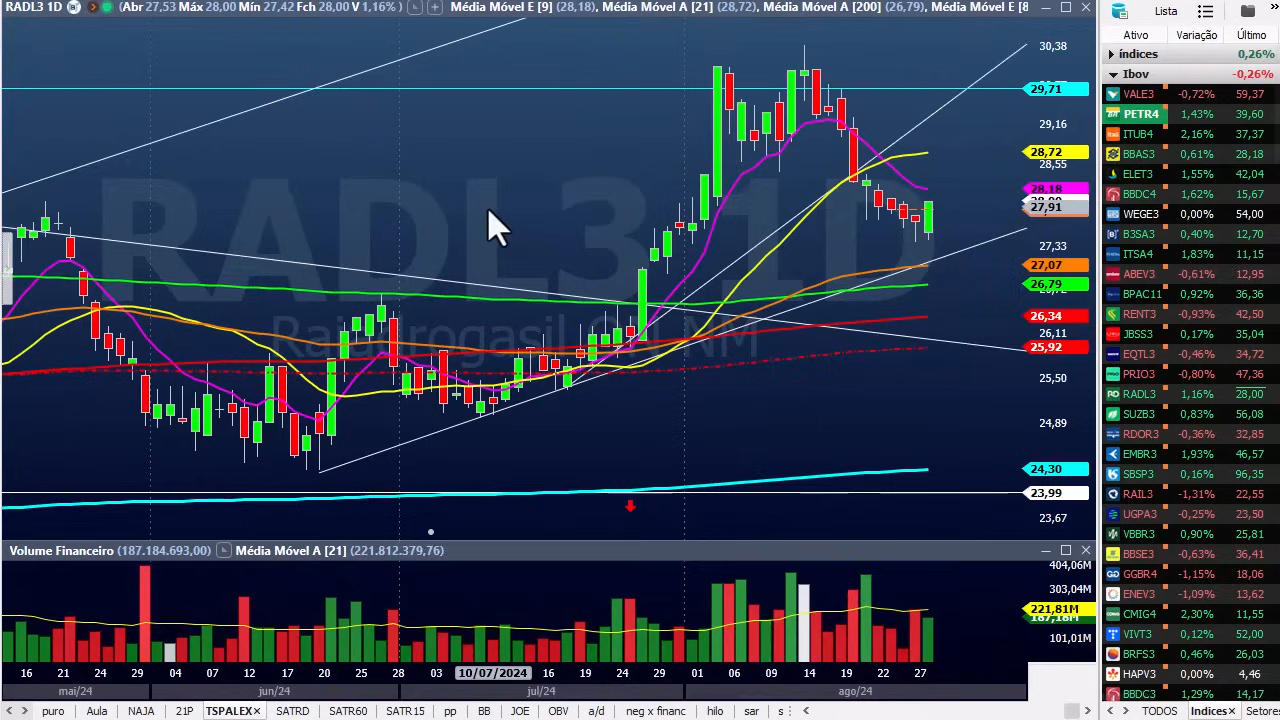 RADL3 1D (Abr 27,53 Máx 28,00 Mín 27,42 Fch 28,00 V 1,16% ) Média Móvel E [9] (28,18), Média Móvel A [21] (28,72), Média Móvel A [200] (26,79), Média Móvel E [8
RADL3 1D
30,38
29,71
29,16
28,72
28,55
28,18
27,91
27,33
27,07
26,79
26,34
26,11
25,92
25,50
24,89
24,30
23,99
23,67
Volume Financeiro (187.184.693,00) Média Móvel A [21] (221.812.379,76)
404,06M
303,04M
221,81M
187,18M
101,01M
16 21 24 29 04 07 12 17 20 25 28 03 10/07/2024 16 19 24 29 01 06 09 14 19 22 27
mai/24 jun/24 jul/24 ago/24
puro Aula NAJA 21P TSPALEX× SATRD SATR60 SATR15 pp BB JOE OBV a/d neg x financ hilo sar s TODOS Indices× Setores
Lista
Ativo Variação Último
índices 0,26%
Ibov -0,26%
VALE3 -0,72% 59,37
PETR4 1,43% 39,60
ITUB4 2,16% 37,37
BBAS3 0,61% 28,18
ELET3 1,55% 42,04
BBDC4 1,62% 15,67
WEGE3 0,00% 54,00
B3SA3 0,40% 12,70
ITSA4 1,83% 11,15
ABEV3 -0,61% 12,95
BPAC11 0,92% 36,36
RENT3 -0,93% 42,50
JBSS3 0,17% 35,04
EQTL3 -0,46% 34,72
PRIO3 -0,80% 47,36
RADL3 1,16% 28,00
SUZB3 0,83% 56,08
RDOR3 -0,36% 32,85
EMBR3 1,93% 46,57
SBSP3 0,16% 96,35
RAIL3 -1,31% 22,55
UGPA3 -0,25% 23,50
VBBR3 0,90% 25,81
BBSE3 -0,63% 36,41
GGBR4 -1,15% 18,06
ENEV3 -1,09% 13,62
CMIG4 2,30% 11,55
VIVT3 0,12% 52,00
BRFS3 0,46% 26,03
HAPV3 0,00% 4,46
BBDC3 1,29% 14,17